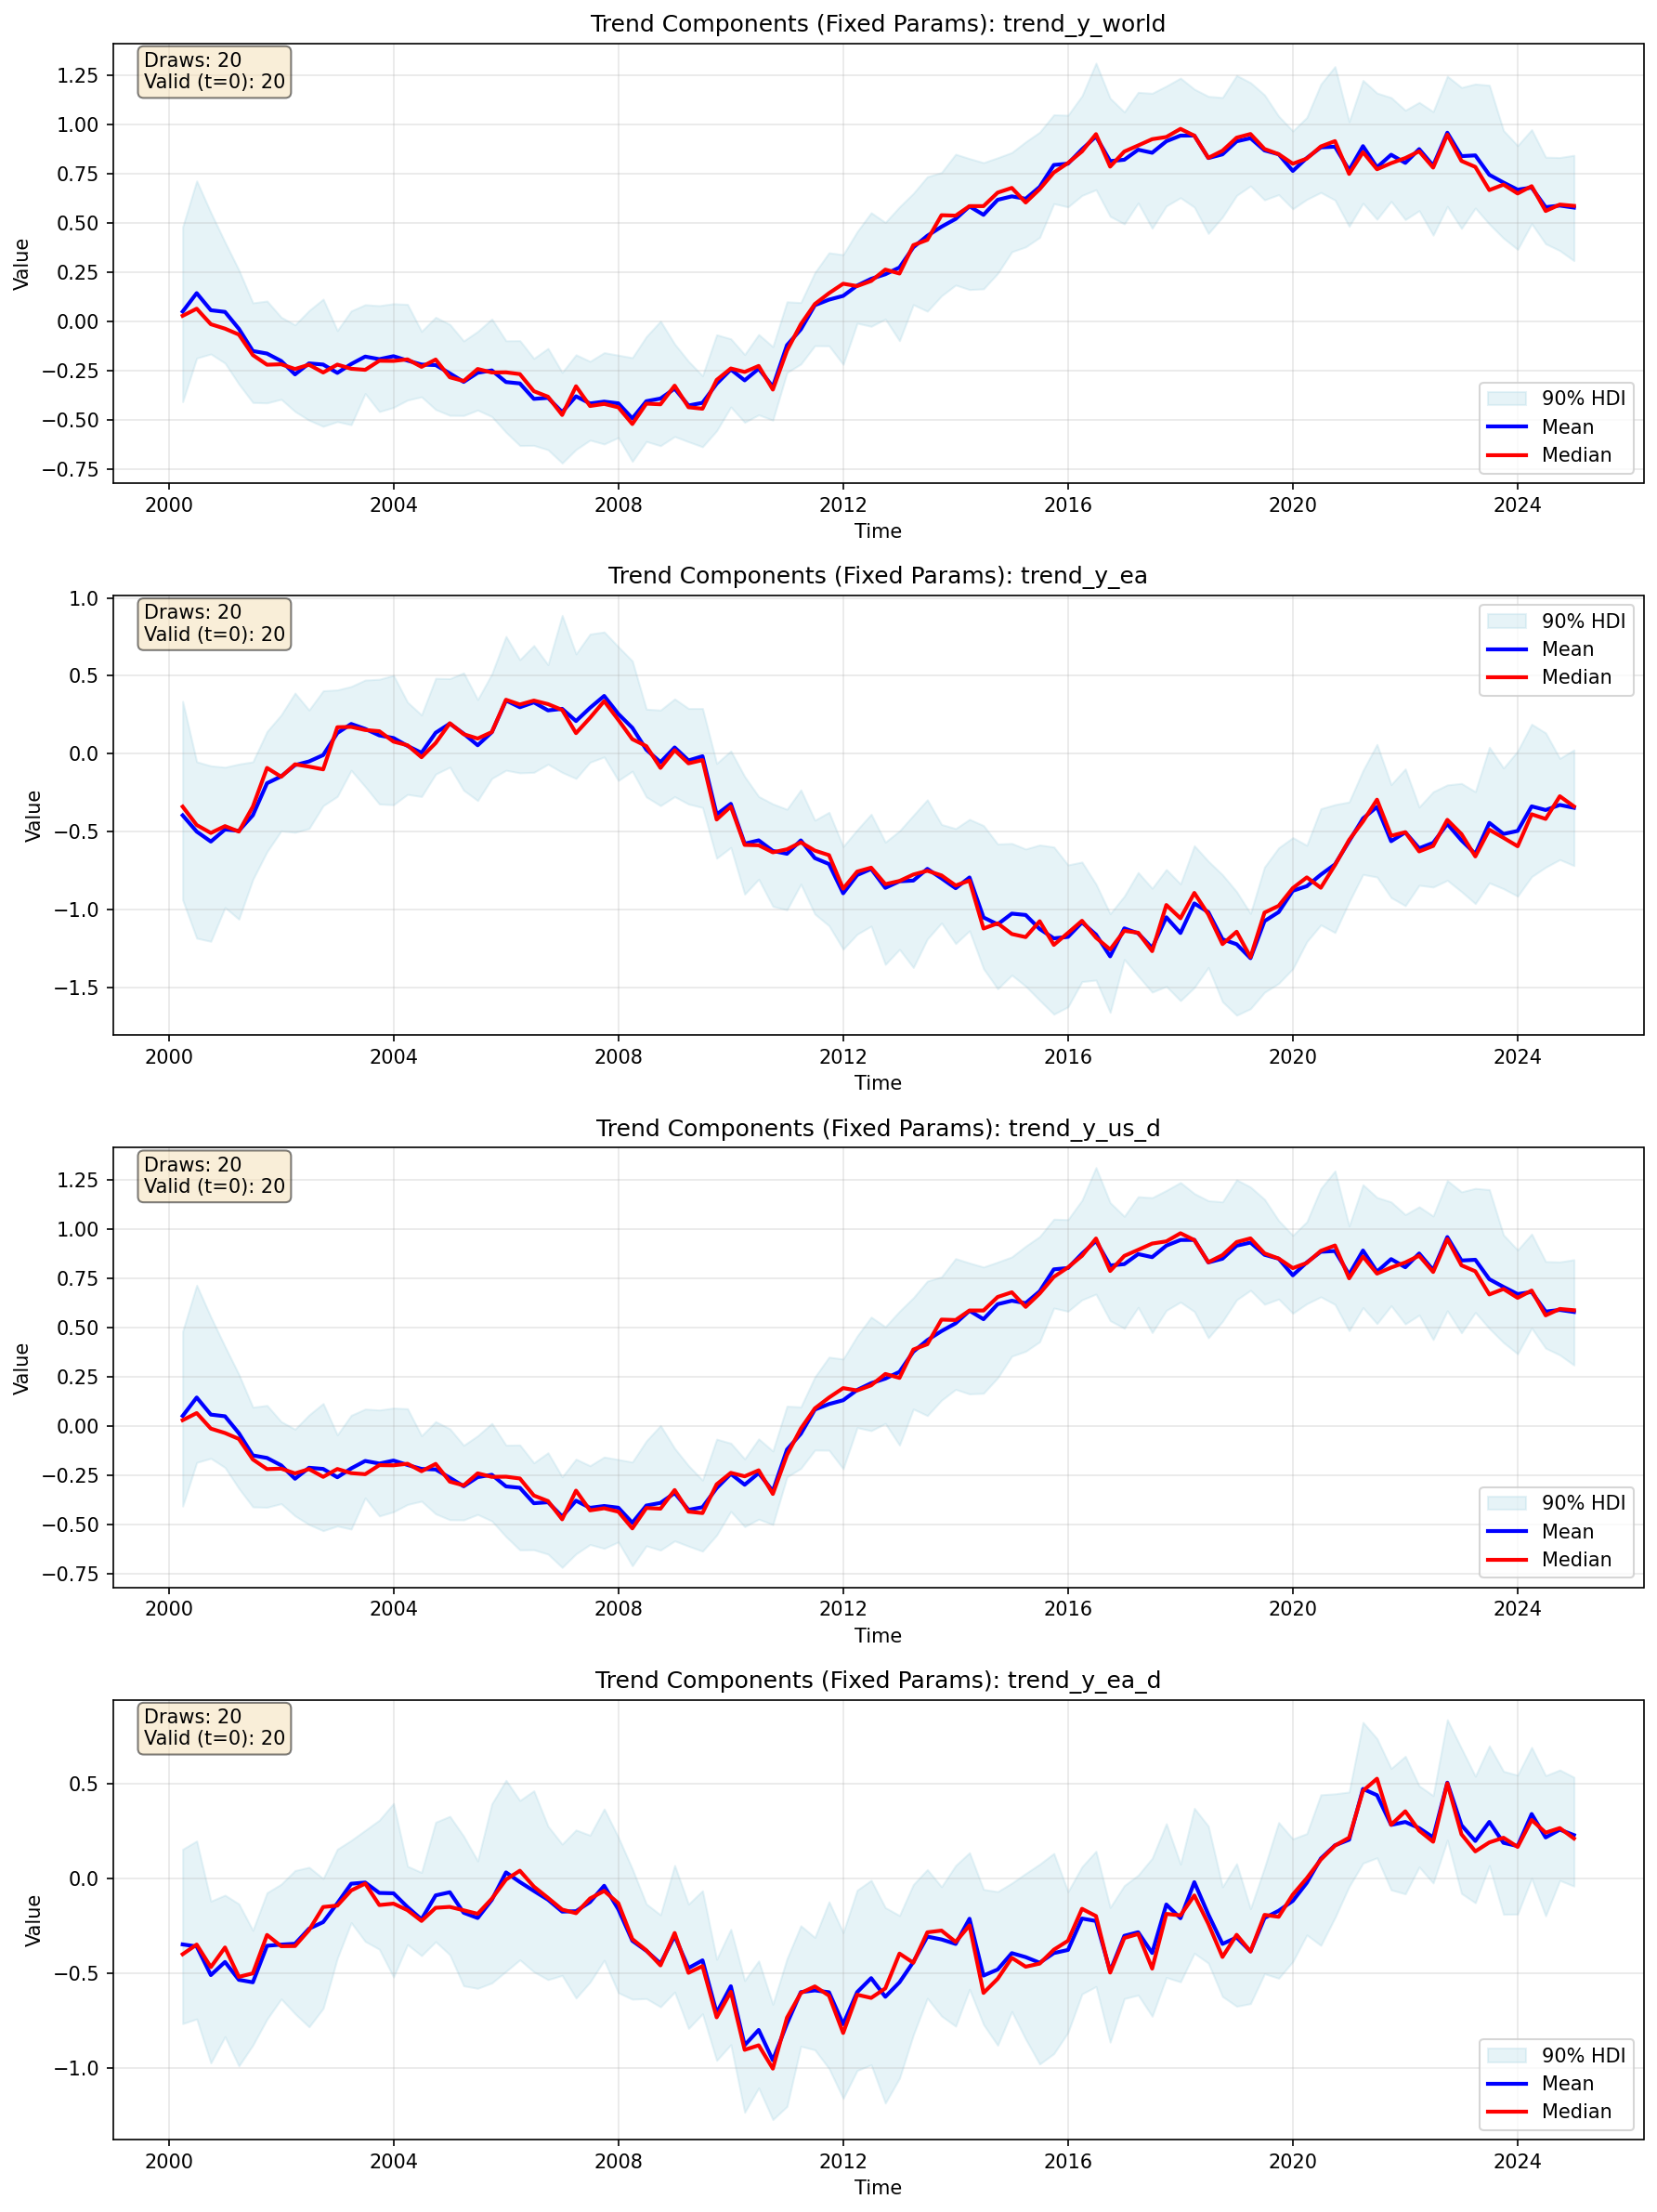 Trend Components (Fixed Params): trend_y_world
Draws: 20
Valid (t=0): 20
1.25
1.00
0.75
0.50
0.25
0.00
−0.25
−0.50
−0.75
Value
90% HDI
Mean
Median
2000 2004 2008 2012 2016 2020 2024
Time
Trend Components (Fixed Params): trend_y_ea
Draws: 20
Valid (t=0): 20
1.0
0.5
0.0
−0.5
−1.0
−1.5
Value
90% HDI
Mean
Median
2000 2004 2008 2012 2016 2020 2024
Time
Trend Components (Fixed Params): trend_y_us_d
Draws: 20
Valid (t=0): 20
1.25
1.00
0.75
0.50
0.25
0.00
−0.25
−0.50
−0.75
Value
90% HDI
Mean
Median
2000 2004 2008 2012 2016 2020 2024
Time
Trend Components (Fixed Params): trend_y_ea_d
Draws: 20
Valid (t=0): 20
0.5
0.0
−0.5
−1.0
Value
90% HDI
Mean
Median
2000 2004 2008 2012 2016 2020 2024
Time